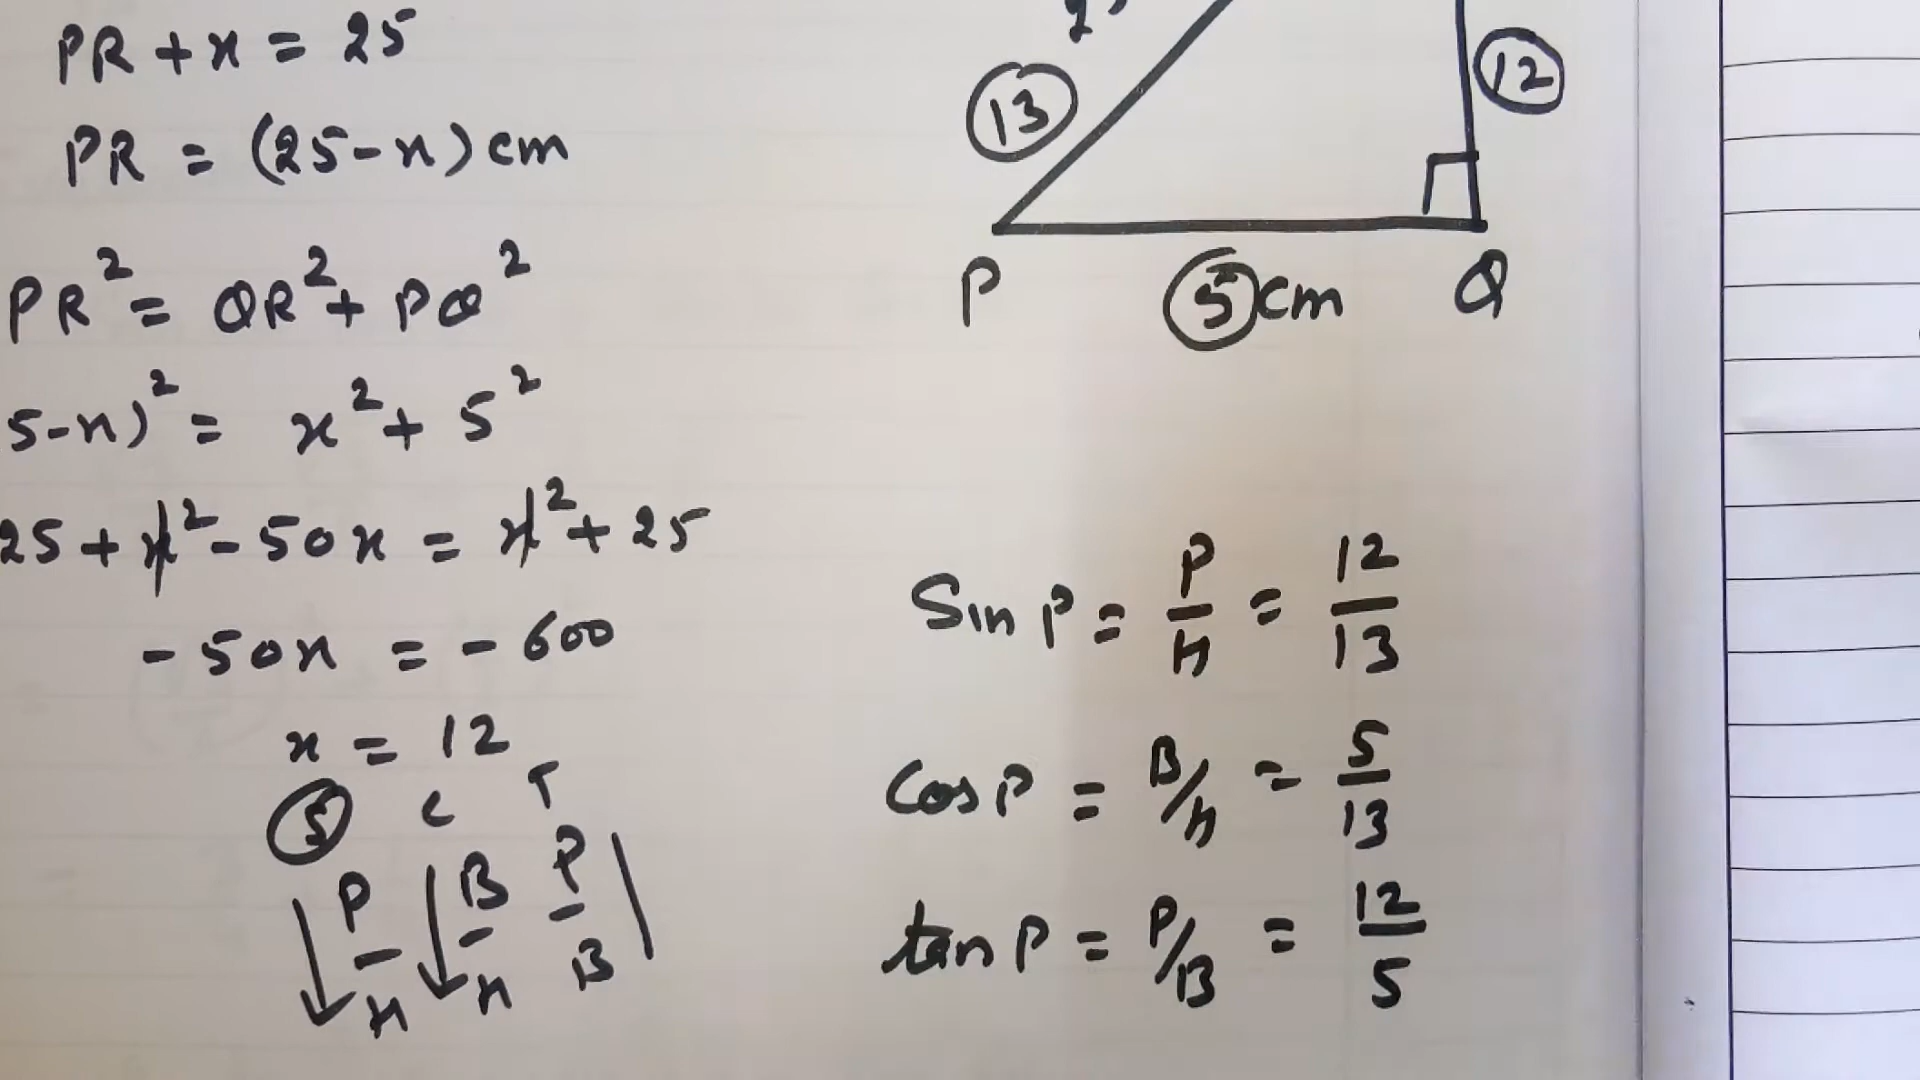 PR + x = 25
PR = (25-x) cm
PR² = QR² + PQ²
5-x)² = x² + 5²
25 + x² - 50x = x² + 25
- 50x = - 600
x = 12
S C T
P/H B/H P/B
13
12
P 5 cm Q
Sin P = P/H = 12/13
Cos P = B/H = 5/13
tan P = P/B = 12/5